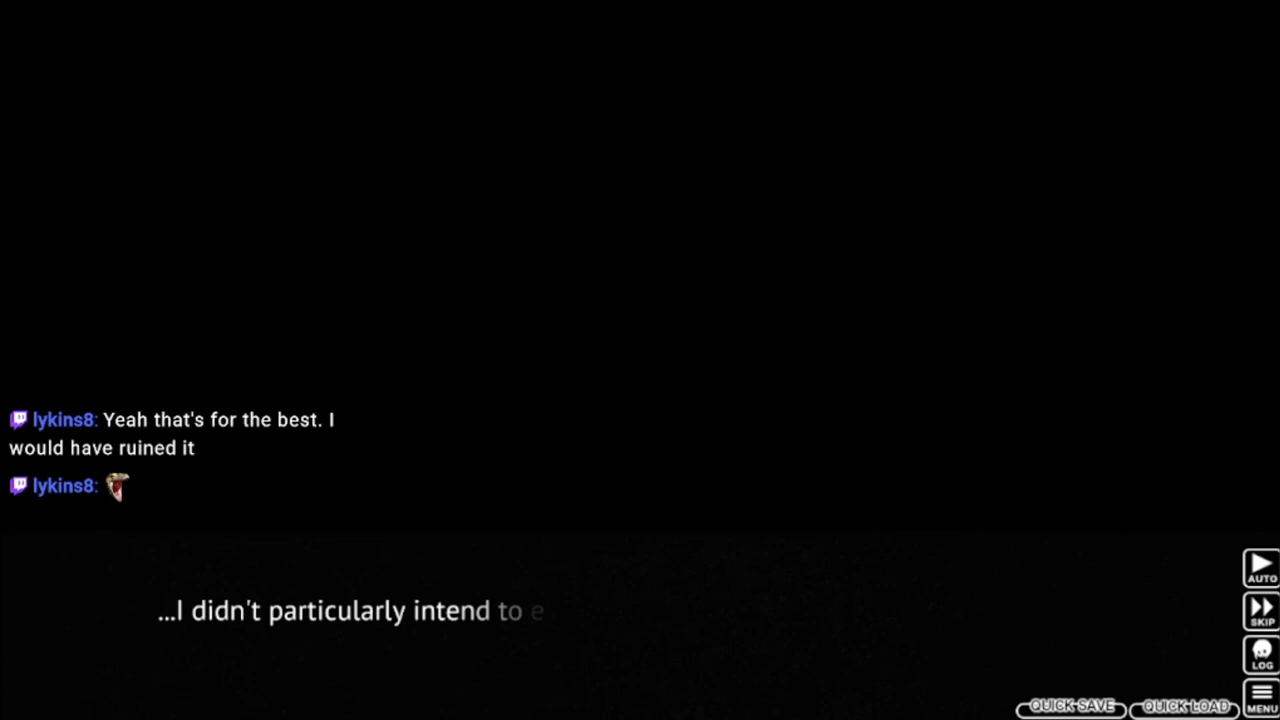 lykins8: Yeah that's for the best. I
would have ruined it
lykins8:
...I didn't particularly intend to e
AUTO
SKIP
LOG
MENU
QUICK SAVE QUICK LOAD